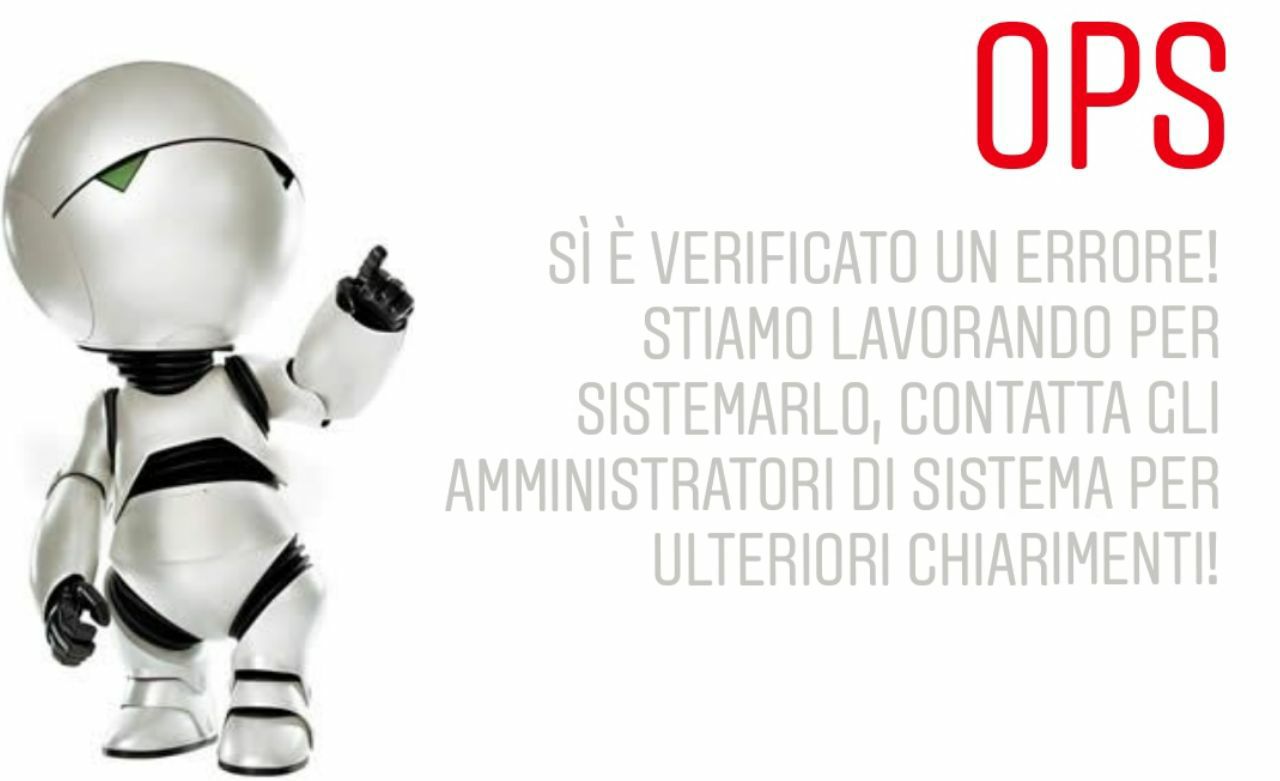 OPS
SÌ È VERIFICATO UN ERRORE!
STIAMO LAVORANDO PER
SISTEMARLO, CONTATTA GLI
AMMINISTRATORI DI SISTEMA PER
ULTERIORI CHIARIMENTI!